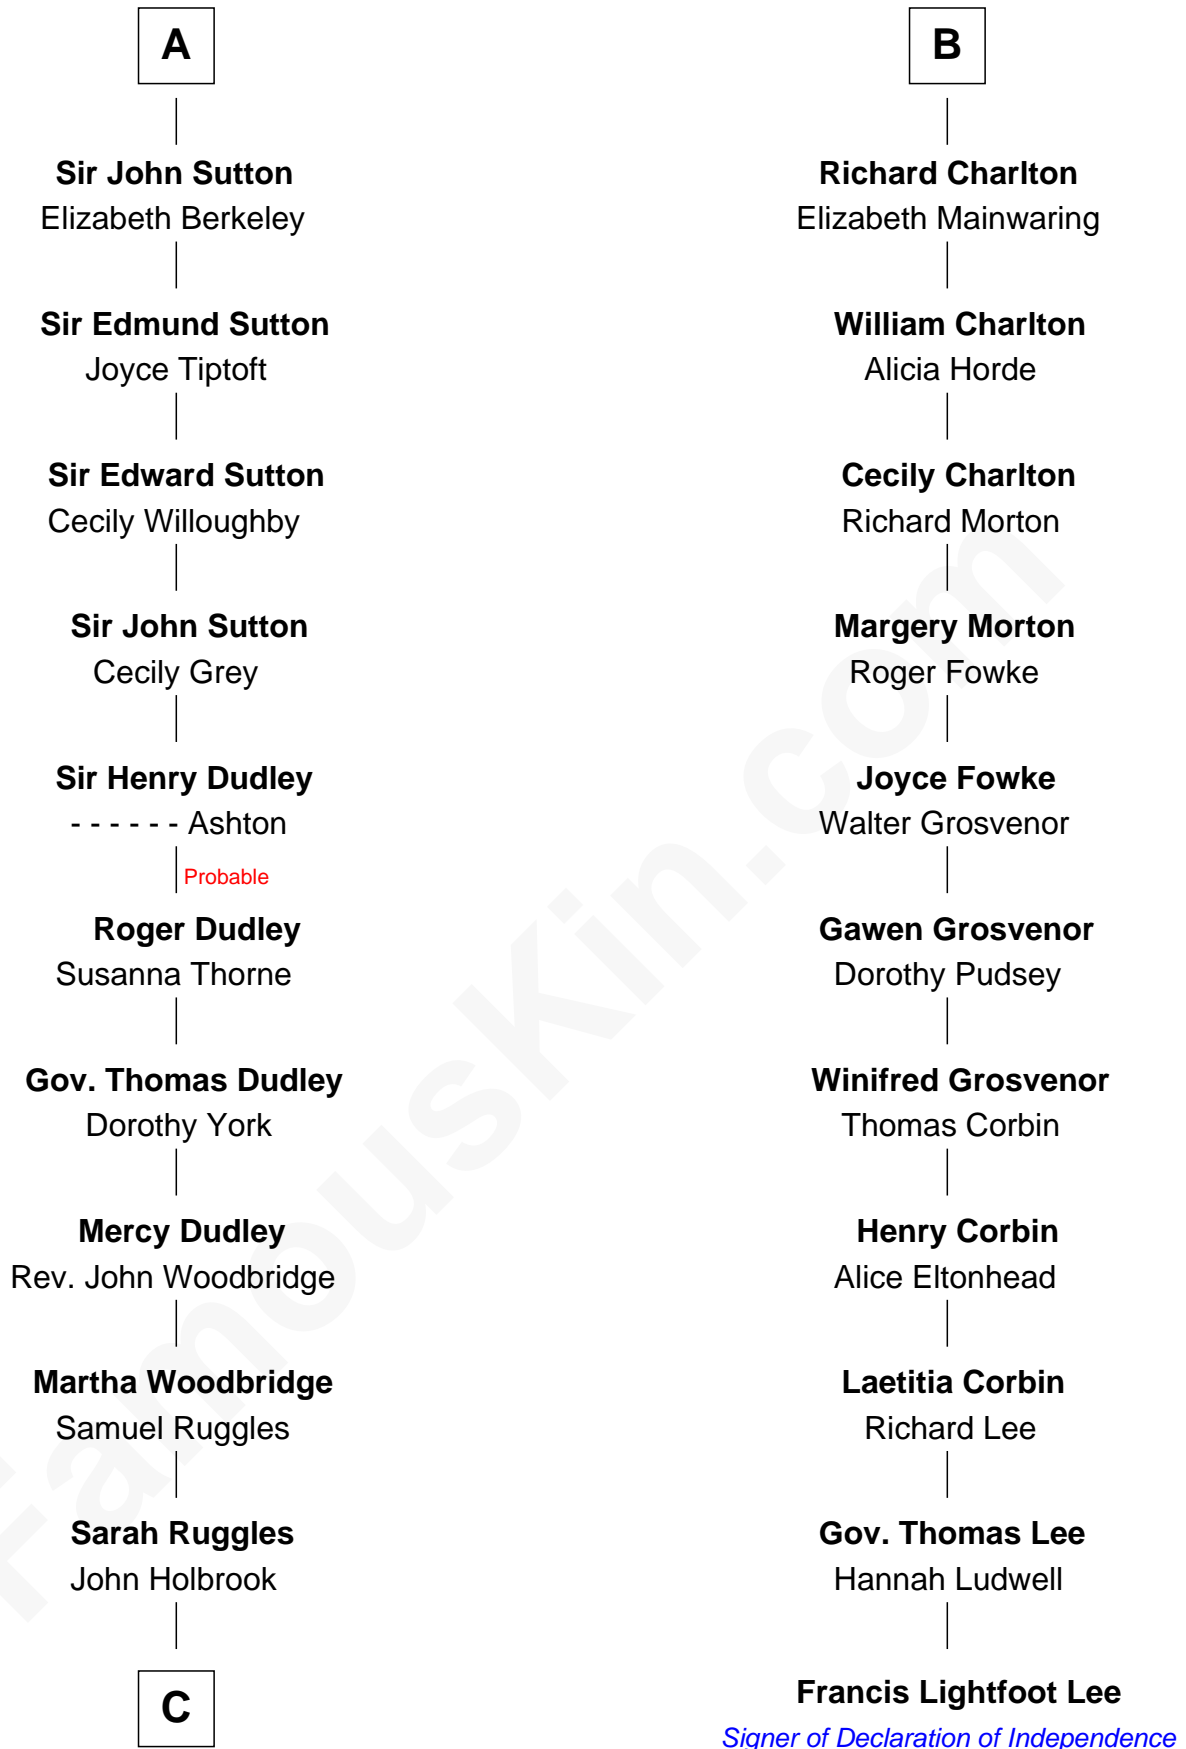 A
Sir John Sutton
Elizabeth Berkeley
Sir Edmund Sutton
Joyce Tiptoft
Sir Edward Sutton
Cecily Willoughby
Sir John Sutton
Cecily Grey
Sir Henry Dudley
- - - - - - Ashton
Probable
Roger Dudley
Susanna Thorne
Gov. Thomas Dudley
Dorothy York
Mercy Dudley
Rev. John Woodbridge
Martha Woodbridge
Samuel Ruggles
Sarah Ruggles
John Holbrook
C
B
Richard Charlton
Elizabeth Mainwaring
William Charlton
Alicia Horde
Cecily Charlton
Richard Morton
Margery Morton
Roger Fowke
Joyce Fowke
Walter Grosvenor
Gawen Grosvenor
Dorothy Pudsey
Winifred Grosvenor
Thomas Corbin
Henry Corbin
Alice Eltonhead
Laetitia Corbin
Richard Lee
Gov. Thomas Lee
Hannah Ludwell
Francis Lightfoot Lee
Signer of Declaration of Independence
FamousKin.com